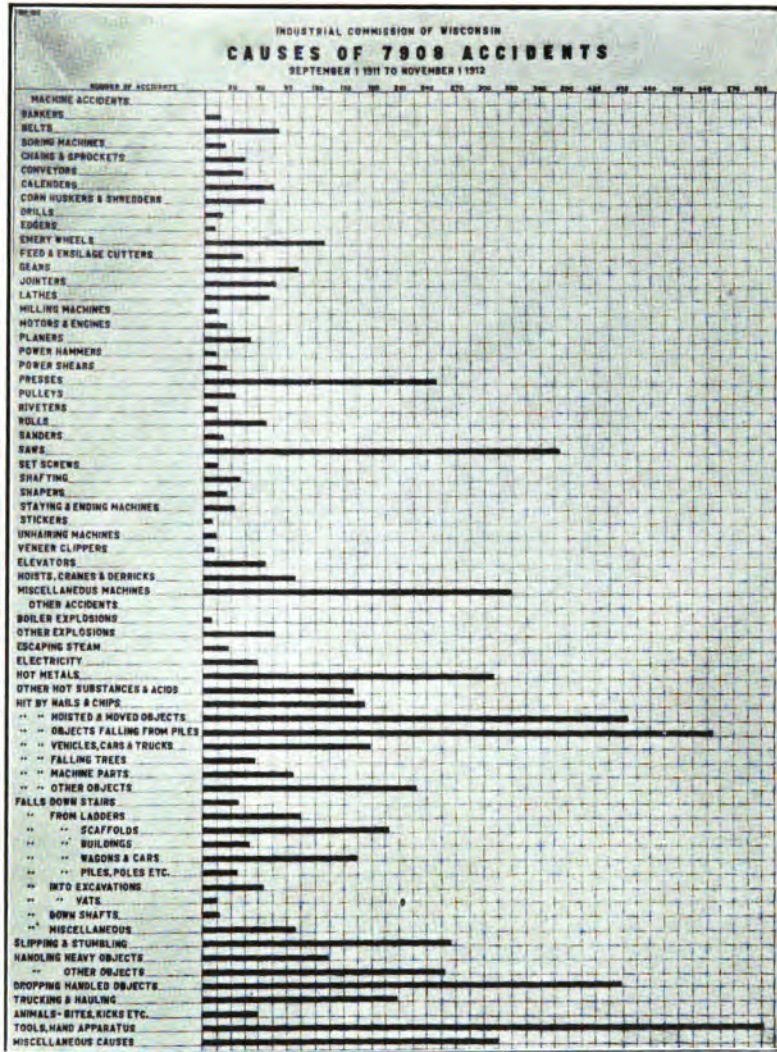 INDUSTRIAL COMMISSION OF WISCONSIN
CAUSES OF 7908 ACCIDENTS
SEPTEMBER 1 1911 TO NOVEMBER 1 1912
NUMBER OF ACCIDENTS
MACHINE ACCIDENTS
BARKERS
BELTS
BORING MACHINES
CHAINS & SPROCKETS
CONVEYORS
CALENDERS
CORN HUSKERS & SHREDDERS
DRILLS
EDGERS
EMERY WHEELS
FEED & ENSILAGE CUTTERS
GEARS
JOINTERS
LATHES
MILLING MACHINES
MOTORS & ENGINES
PLANERS
POWER HAMMERS
POWER SHEARS
PRESSES
PULLEYS
RIVETERS
ROLLS
SANDERS
SAWS
SET SCREWS
SHAFTING
SHAPERS
STAYING & ENDING MACHINES
STICKERS
UNHAIRING MACHINES
VENEER CLIPPERS
ELEVATORS
HOISTS, CRANES & DERRICKS
MISCELLANEOUS MACHINES
OTHER ACCIDENTS
BOILER EXPLOSIONS
OTHER EXPLOSIONS
ESCAPING STEAM
ELECTRICITY
HOT METALS
OTHER HOT SUBSTANCES & ACIDS
HIT BY NAILS & CHIPS
" " HOISTED & MOVED OBJECTS
" " OBJECTS FALLING FROM PILES
" " VEHICLES, CARS & TRUCKS
" " FALLING TREES
" " MACHINE PARTS
" " OTHER OBJECTS
FALLS DOWN STAIRS
" FROM LADDERS
" " SCAFFOLDS
" " BUILDINGS
" " WAGONS & CARS
" " PILES, POLES ETC.
" INTO EXCAVATIONS
" " VATS
" DOWN SHAFTS
" MISCELLANEOUS
SLIPPING & STUMBLING
HANDLING HEAVY OBJECTS
" OTHER OBJECTS
DROPPING HANDLED OBJECTS
TRUCKING & HAULING
ANIMALS - BITES, KICKS ETC.
TOOLS, HAND APPARATUS
MISCELLANEOUS CAUSES